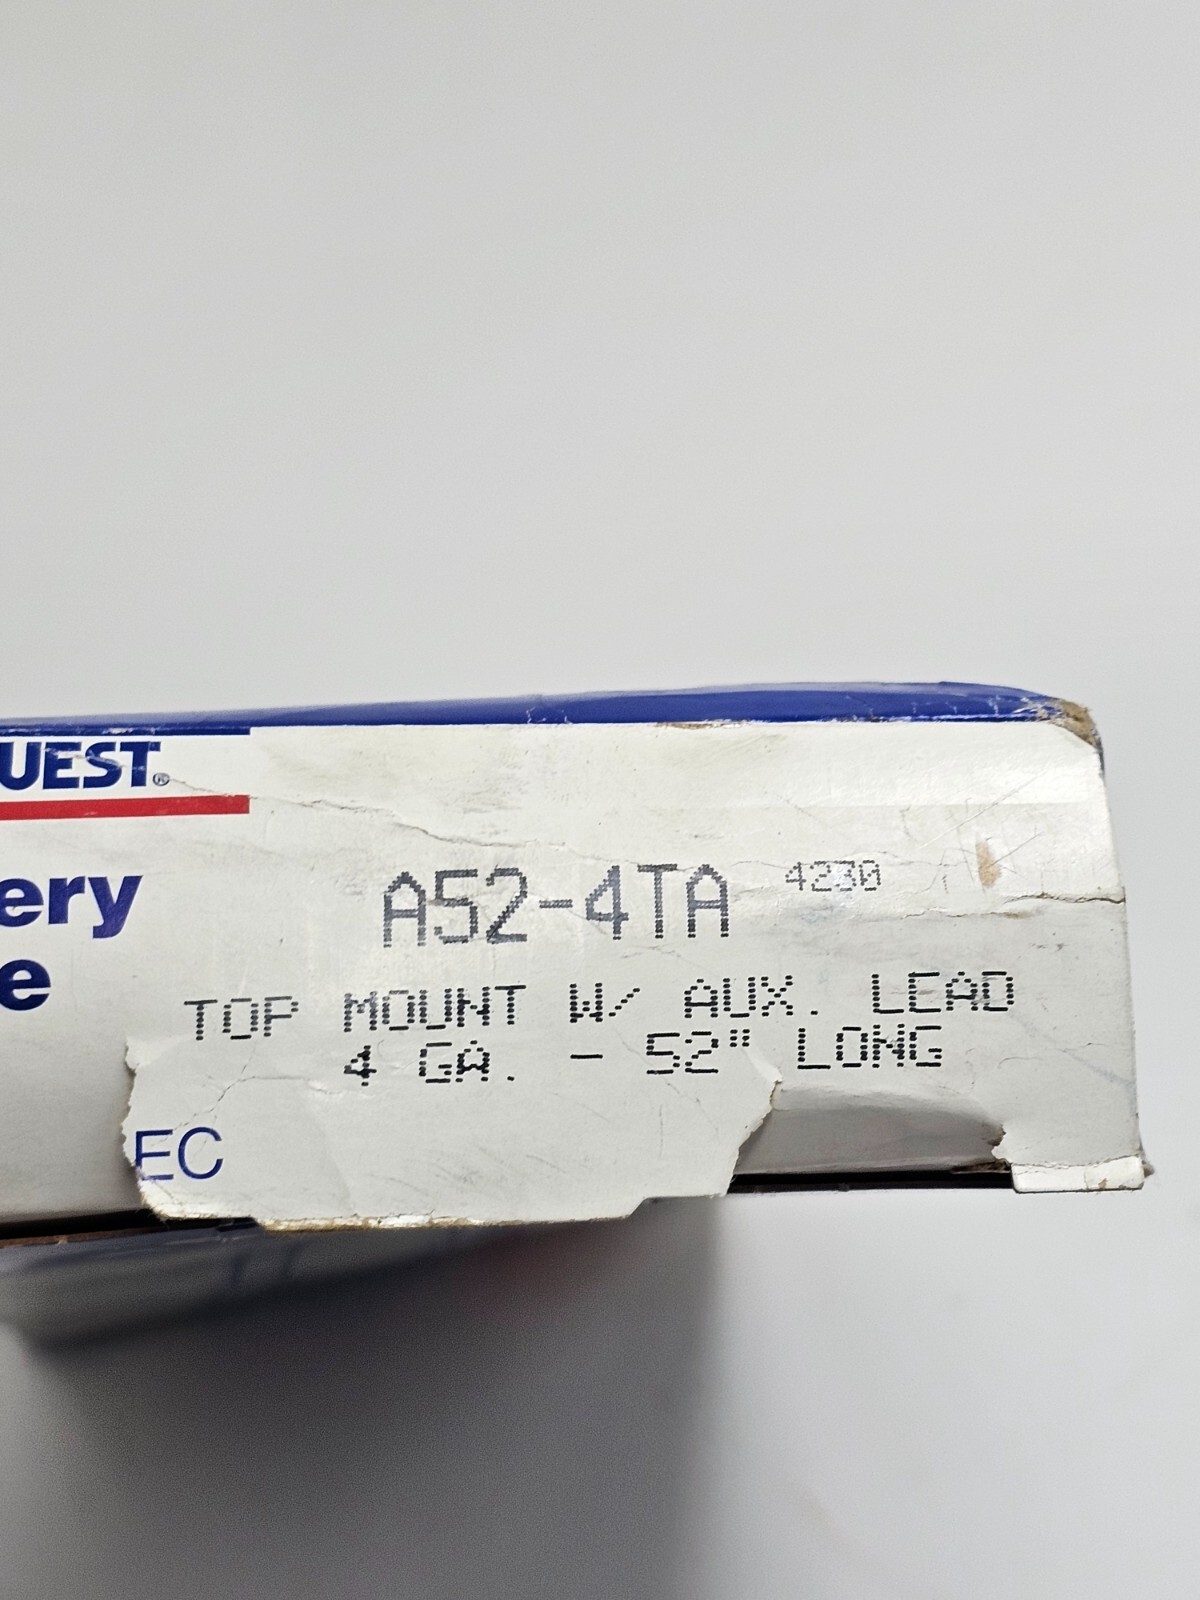 UEST®
ery
e
A52-4TA 4230
TOP MOUNT W/ AUX. LEAD
4 GA. - 52" LONG
EC